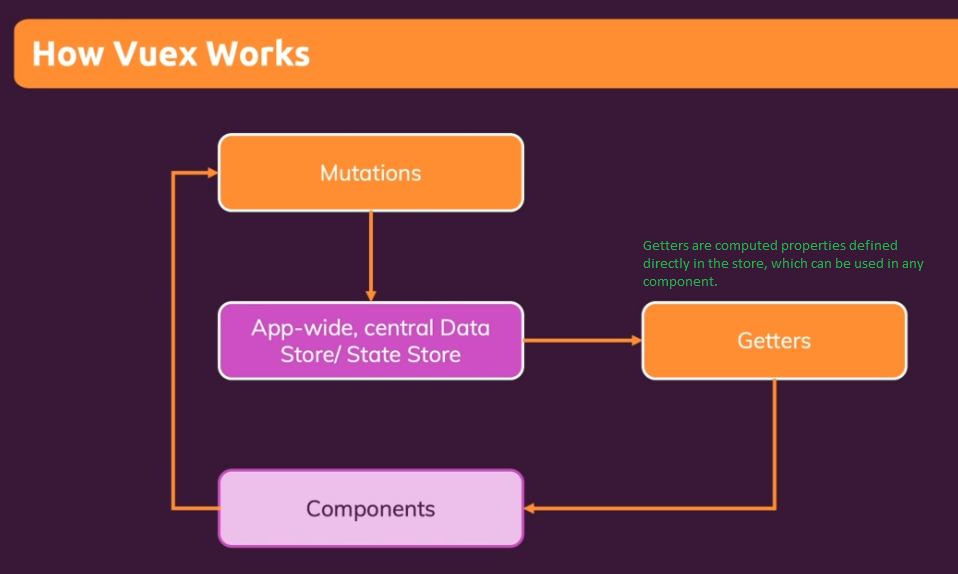 How Vuex Works
Mutations
Getters are computed properties defined
directly in the store, which can be used in any
component.
App-wide, central Data
Store/ State Store
Getters
Components